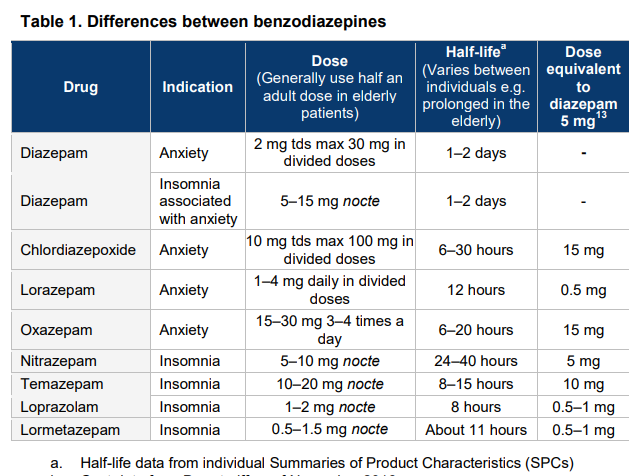 Table 1. Differences between benzodiazepines
Drug
Indication
Dose
(Generally use half an
adult dose in elderly
patients)
Half-lifeᵃ
(Varies between
individuals e.g.
prolonged in the
elderly)
Dose
equivalent
to
diazepam
5 mg¹³
Diazepam
Anxiety
2 mg tds max 30 mg in
divided doses
1–2 days
-
Diazepam
Insomnia
associated
with anxiety
5–15 mg nocte
1–2 days
-
Chlordiazepoxide
Anxiety
10 mg tds max 100 mg in
divided doses
6–30 hours
15 mg
Lorazepam
Anxiety
1–4 mg daily in divided
doses
12 hours
0.5 mg
Oxazepam
Anxiety
15–30 mg 3–4 times a
day
6–20 hours
15 mg
Nitrazepam
Insomnia
5–10 mg nocte
24–40 hours
5 mg
Temazepam
Insomnia
10–20 mg nocte
8–15 hours
10 mg
Loprazolam
Insomnia
1–2 mg nocte
8 hours
0.5–1 mg
Lormetazepam
Insomnia
0.5–1.5 mg nocte
About 11 hours
0.5–1 mg
a. Half-life data from individual Summaries of Product Characteristics (SPCs)